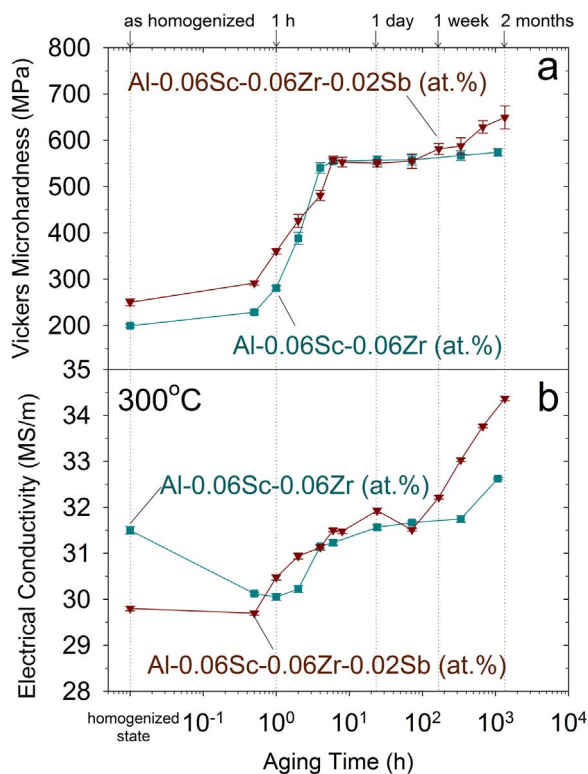 as homogenized 1 h 1 day 1 week 2 months
800
a
Al-0.06Sc-0.06Zr-0.02Sb (at.%)
700
600
500
400
300
200
Al-0.06Sc-0.06Zr (at.%)
Vickers Microhardness (MPa)
35
300°C
b
34
33
Al-0.06Sc-0.06Zr (at.%)
32
31
30
Al-0.06Sc-0.06Zr-0.02Sb (at.%)
29
28
Electrical Conductivity (MS/m)
homogenized
state
10⁻¹ 10⁰ 10¹ 10² 10³ 10⁴
Aging Time (h)